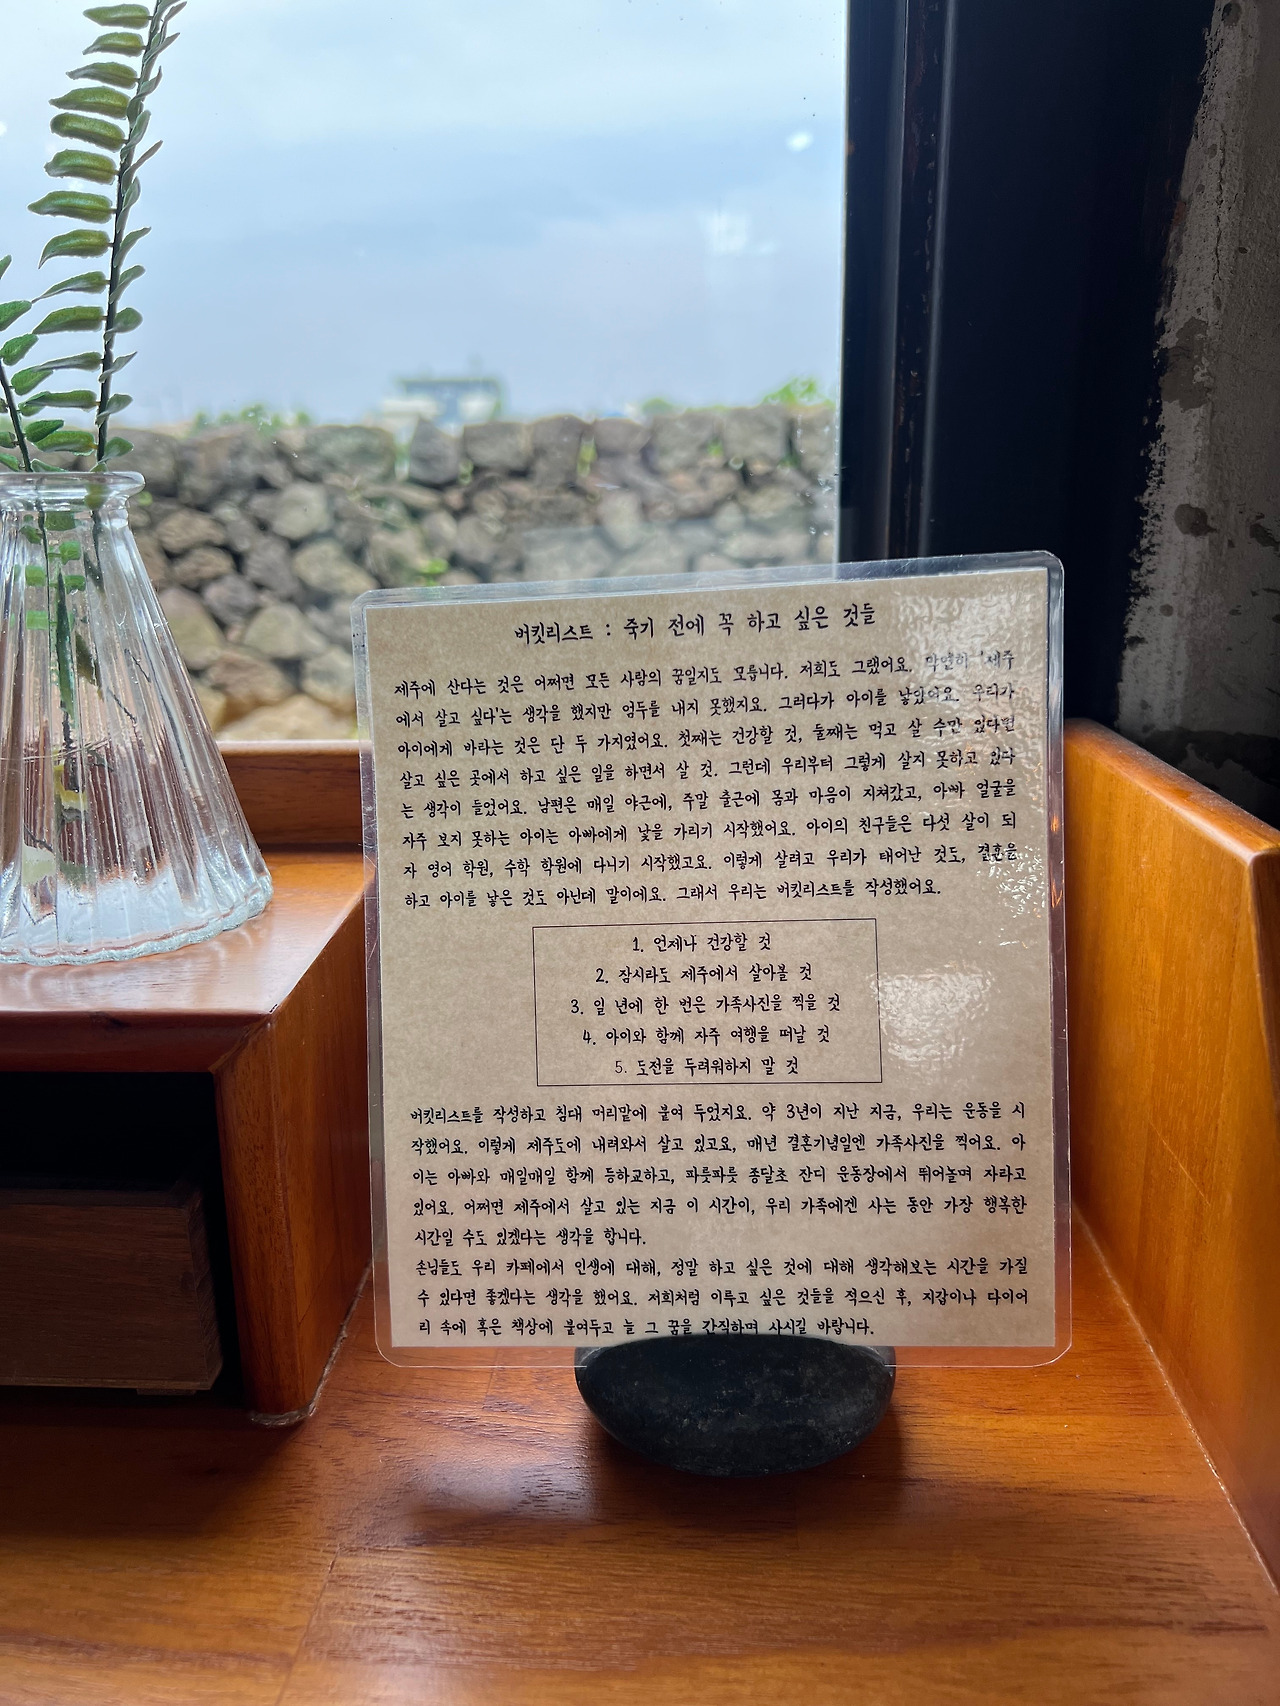 버킷리스트 : 죽기 전에 꼭 하고 싶은 것들
제주에 산다는 것은 어쩌면 모든 사람의 꿈일지도 모릅니다. 저희도 그랬어요. 막연히 '제주
에서 살고 싶다'는 생각을 했지만 엄두를 내지 못했지요. 그러다가 아이를 낳았어요. 우리가
아이에게 바라는 것은 단 두 가지였어요. 첫째는 건강할 것, 둘째는 먹고 살 수만 있다면
살고 싶은 곳에서 하고 싶은 일을 하면서 살 것. 그런데 우리부터 그렇게 살지 못하고 있다
는 생각이 들었어요. 남편은 매일 야근에, 주말 출근에 몸과 마음이 지쳐갔고, 아빠 얼굴을
자주 보지 못하는 아이는 아빠에게 낯을 가리기 시작했어요. 아이의 친구들은 다섯 살이 되
자 영어 학원, 수학 학원에 다니기 시작했고요. 이렇게 살려고 우리가 태어난 것도, 결혼을
하고 아이를 낳은 것도 아닌데 말이에요. 그래서 우리는 버킷리스트를 작성했어요.
1. 언제나 건강할 것
2. 잠시라도 제주에서 살아볼 것
3. 일 년에 한 번은 가족사진을 찍을 것
4. 아이와 함께 자주 여행을 떠날 것
5. 도전을 두려워하지 말 것
버킷리스트를 작성하고 침대 머리맡에 붙여 두었지요. 약 3년이 지난 지금, 우리는 운동을 시
작했어요. 이렇게 제주도에 내려와서 살고 있고요, 매년 결혼기념일엔 가족사진을 찍어요. 아
이는 아빠와 매일매일 함께 등하교하고, 파릇파릇 종달초 잔디 운동장에서 뛰어놀며 자라고
있어요. 어쩌면 제주에서 살고 있는 지금 이 시간이, 우리 가족에겐 사는 동안 가장 행복한
시간일 수도 있겠다는 생각을 합니다.
손님들도 우리 카페에서 인생에 대해, 정말 하고 싶은 것에 대해 생각해보는 시간을 가질
수 있다면 좋겠다는 생각을 했어요. 저희처럼 이루고 싶은 것들을 적으신 후, 지갑이나 다이어
리 속에 혹은 책상에 붙여두고 늘 그 꿈을 간직하며 사시길 바랍니다.